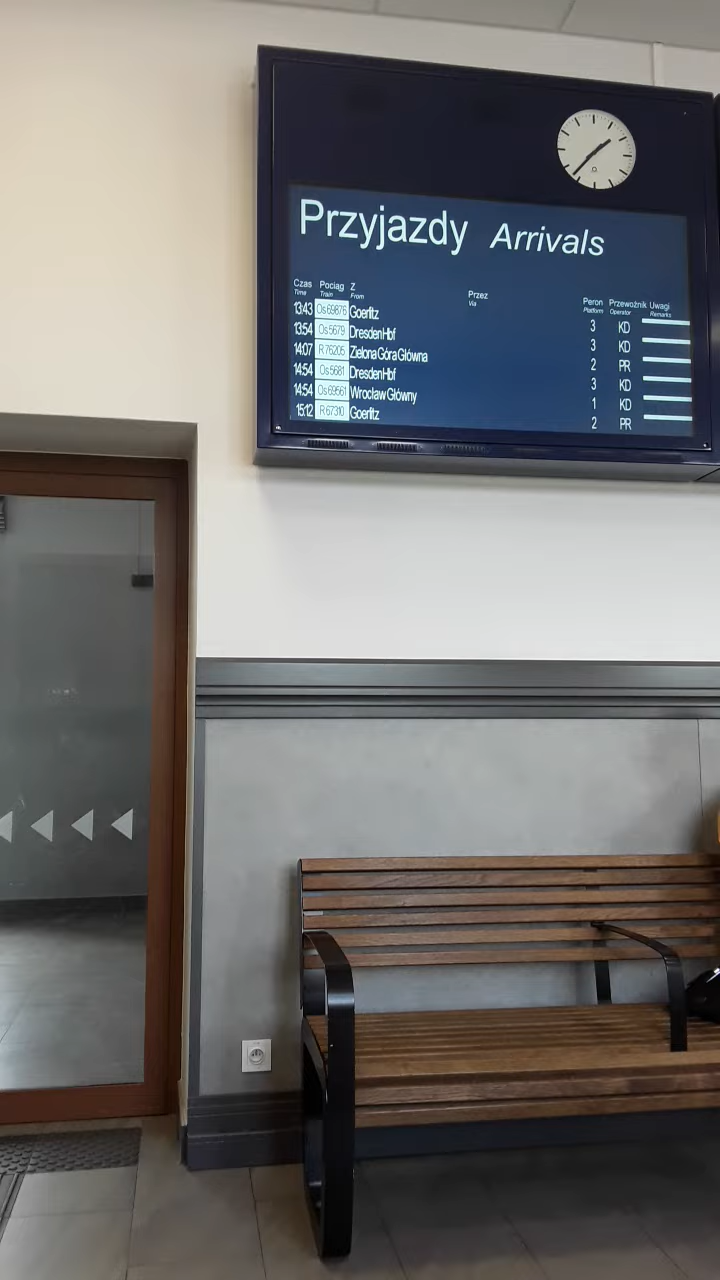 Przyjazdy Arrivals
Czas Pociąg Z Przez Peron Przewoźnik Uwagi
Time Train From Via Platform Operator Remarks
13:43 Os 69876 Goerlitz 3 KD
13:54 Os 5679 Dresden Hbf 3 KD
14:07 R 76205 Zielona Góra Główna 2 PR
14:54 Os 5681 Dresden Hbf 3 KD
14:54 Os 69561 Wrocław Główny 1 KD
15:12 R 67310 Goerlitz 2 PR